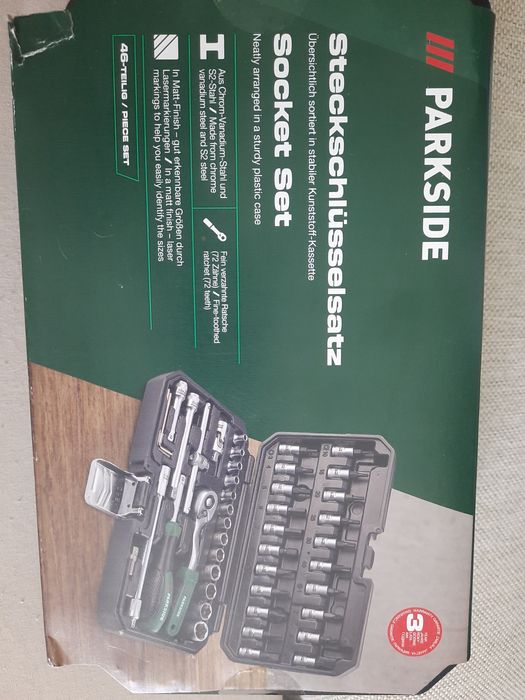 PARKSIDE
Steckschlüsselsatz
Übersichtlich sortiert in stabiler Kunststoff-Kassette
Socket Set
Neatly arranged in a sturdy plastic case
Aus Chrom-Vanadium-Stahl und
S2-Stahl / Made from chrome
vanadium steel and S2 steel
Fein verzahnte Ratsche
(72 Zähne) / Fine-toothed
ratchet (72 teeth)
In Matt-Finish – gut erkennbare Größen durch
Lasermarkierungen / In a matt finish – laser
markings to help you easily identify the sizes
46-TEILIG / PIECE SET
3